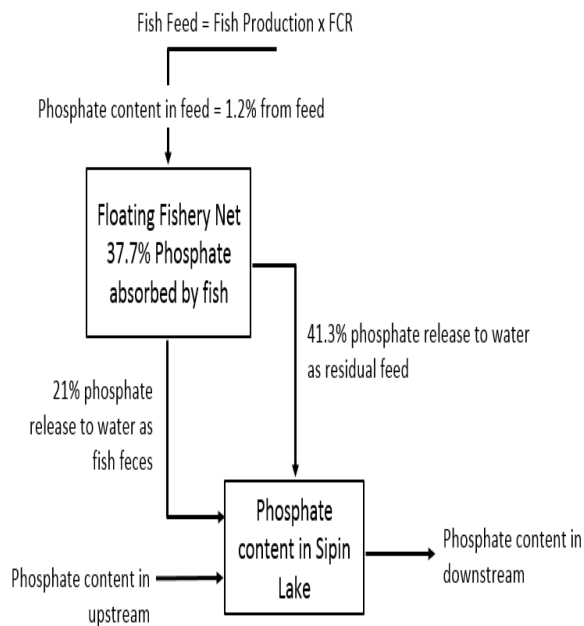 Fish Feed = Fish Production x FCR
Phosphate content in feed = 1.2% from feed
Floating Fishery Net
37.7% Phosphate
absorbed by fish
41.3% phosphate release to water
as residual feed
21% phosphate
release to water as
fish feces
Phosphate
content in Sipin
Lake
Phosphate content in
downstream
Phosphate content in
upstream